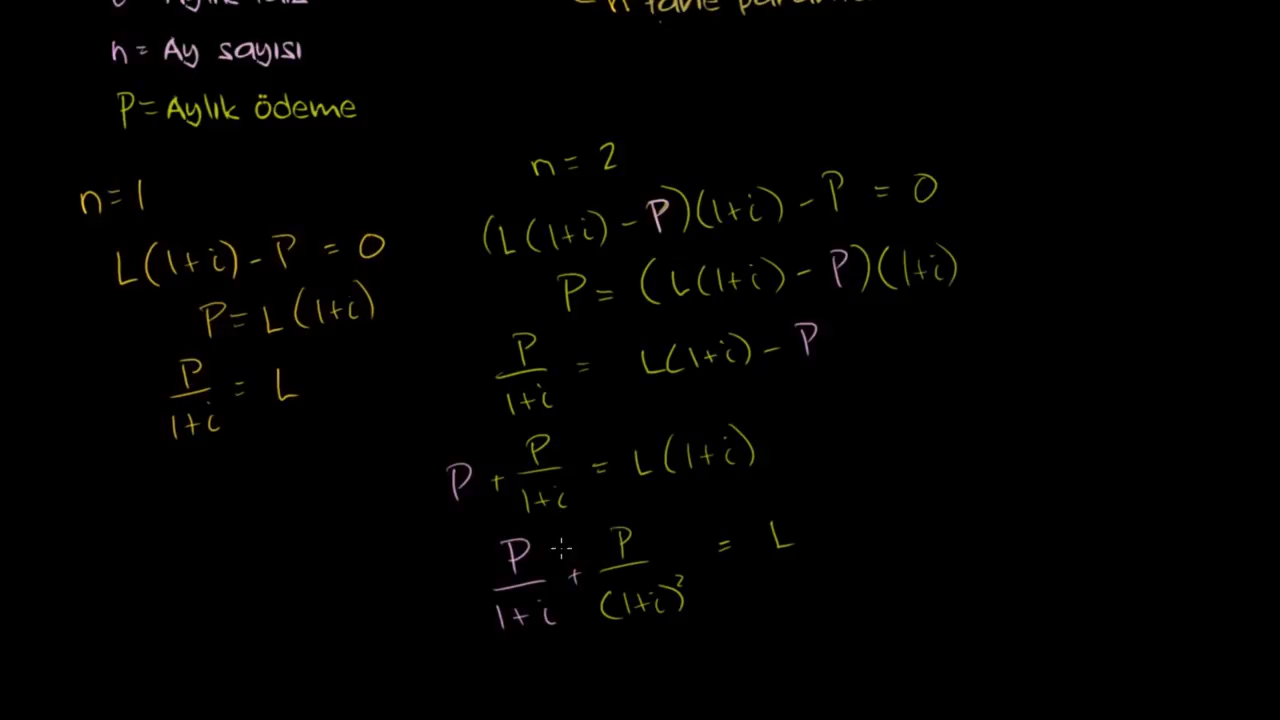 n = Ay sayısı
P = Aylık ödeme
n = 1
L(1+i) - P = 0
P = L(1+i)
P/(1+i) = L
n = 2
(L(1+i) - P)(1+i) - P = 0
P = (L(1+i) - P)(1+i)
P/(1+i) = L(1+i) - P
P + P/(1+i) = L(1+i)
P/(1+i) + P/(1+i)² = L